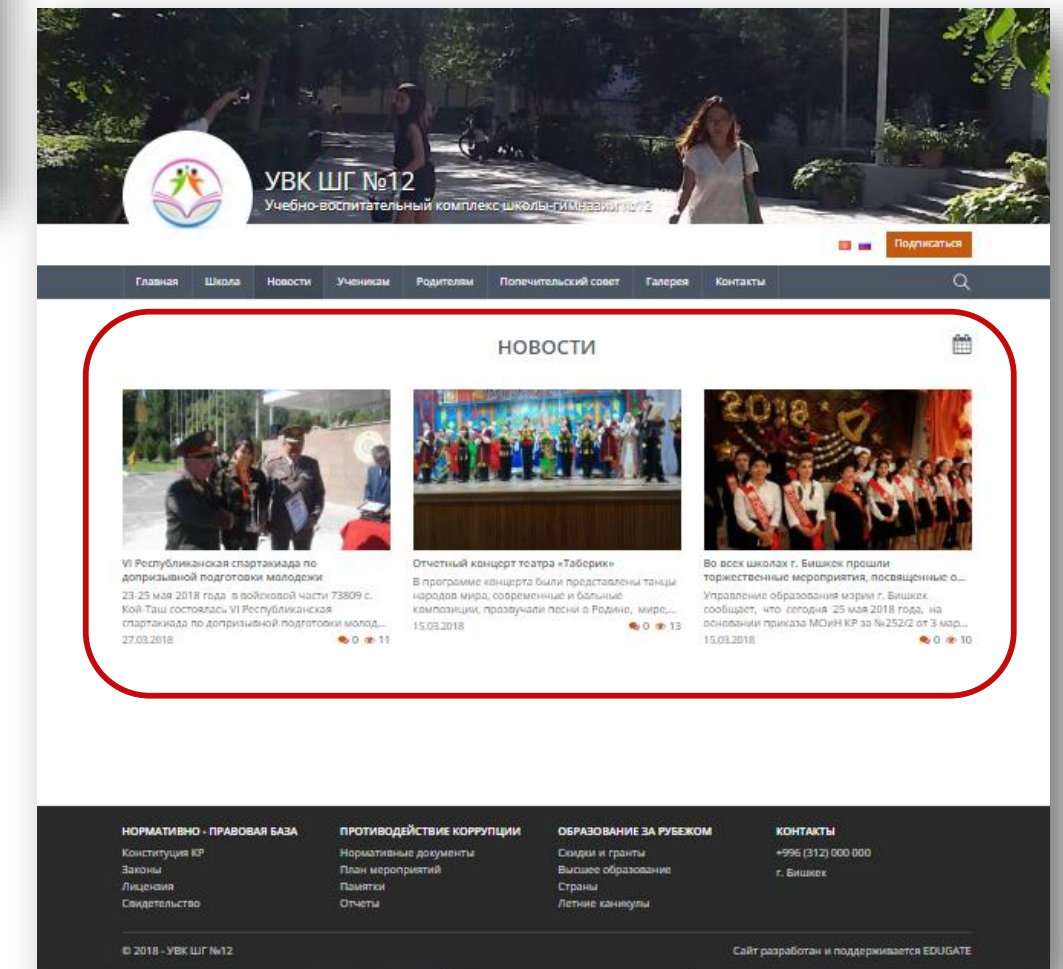 УВК ШГ №12
Учебно-воспитательный комплекс школы-гимназии №12
Подписаться
Главная Школа Новости Ученикам Родителям Попечительский совет Галерея Контакты
НОВОСТИ
2018
VI Республиканская спартакиада по
допризывной подготовки молодежи
23-25 мая 2018 года в войсковой части 73809 с.
Кой-Таш состоялась VI Республиканская
спартакиада по допризывной подготовки молод...
27.03.2018 0 11
Отчетный концерт театра «Таберик»
В программе концерта были представлены танцы
народов мира, современные и бальные
композиции, прозвучали песни о Родине, мире,...
15.03.2018 0 13
Во всех школах г. Бишкек прошли
торжественные мероприятия, посвященные о...
Управление образования мэрии г. Бишкек
сообщает, что сегодня 25 мая 2018 года, на
основании приказа МОиН КР за №252/2 от 3 мар...
15.03.2018 0 10
НОРМАТИВНО - ПРАВОВАЯ БАЗА
Конституция КР
Законы
Лицензия
Свидетельство
ПРОТИВОДЕЙСТВИЕ КОРРУПЦИИ
Нормативные документы
План мероприятий
Памятки
Отчеты
ОБРАЗОВАНИЕ ЗА РУБЕЖОМ
Скидки и гранты
Высшее образование
Страны
Летние каникулы
КОНТАКТЫ
+996 (312) 000 000
г. Бишкек
© 2018 - УВК ШГ №12
Сайт разработан и поддерживается EDUGATE